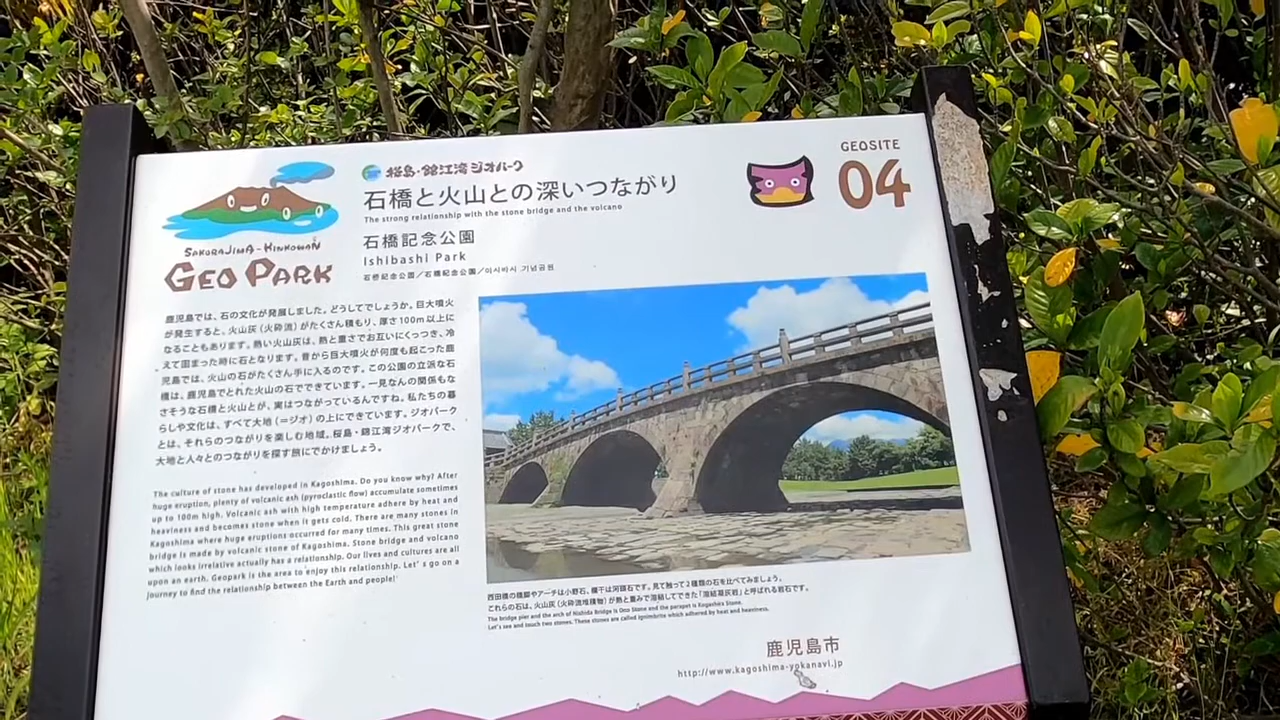 SAKURAJIMA-KINKOWAN
GEO PARK
桜島・錦江湾ジオパーク
石橋と火山との深いつながり
The strong relationship with the stone bridge and the volcano
石橋記念公園
Ishibashi Park
石桥纪念公园／石橋紀念公園／이시바시 기념공원
GEOSITE
04
鹿児島では、石の文化が発展しました。どうしてでしょうか。巨大噴火
が発生すると、火山灰（火砕流）がたくさん積もり、厚さ100m以上に
なることもあります。熱い火山灰は、熱と重さでお互いにくっつき、冷
えて固まった時に石となります。昔から巨大噴火が何度も起こった鹿
児島では、火山の石がたくさん手に入るのです。この公園の立派な石
橋は、鹿児島でとれた火山の石でできています。一見なんの関係もな
さそうな石橋と火山とが、実はつながっているんですね。私たちの暮
らしや文化は、すべて大地（＝ジオ）の上にできています。ジオパーク
とは、それらのつながりを楽しむ地域。桜島・錦江湾ジオパークで、
大地と人々とのつながりを探す旅にでかけましょう。
The culture of stone has developed in Kagoshima. Do you know why? After
huge eruption, plenty of volcanic ash (pyroclastic flow) accumulate sometimes
up to 100m high. Volcanic ash with high temperature adhere by heat and
heaviness and becomes stone when it gets cold. There are many stones in
Kagoshima where huge eruptions occurred for many times. This great stone
bridge is made by volcanic stone of Kagoshima. Stone bridge and volcano
which looks irrelative actually has a relationship. Our lives and cultures are all
upon an earth. Geopark is the area to enjoy this relationship. Let's go on a
journey to find the relationship between the Earth and people!
西田橋の橋脚やアーチは小野石、欄干は河頭石です。見て触って2種類の石を比べてみましょう。
これらの石は、火山灰（火砕流堆積物）が熱と重みで溶結してできた「溶結凝灰岩」と呼ばれる岩石です。
The bridge pier and the arch of Nishida Bridge is Ono Stone and the parapet is Kogashira Stone.
Let's see and touch two stones. These stones are called ignimbrite which adhered by heat and heaviness.
鹿児島市
http://www.kagoshima-yokanavi.jp